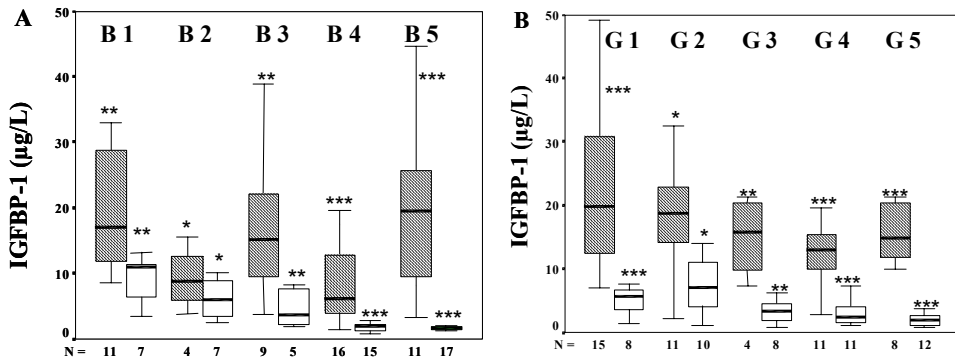 A
B 1 B 2 B 3 B 4 B 5
IGFBP-1 (µg/L)
50
40
30
20
10
0
** ** * * ** ** *** *** *** ***
N = 11 7 4 7 9 5 16 15 11 17
B
G 1 G 2 G 3 G 4 G 5
IGFBP-1 (µg/L)
50
40
30
20
10
0
*** *** * * ** ** *** *** *** ***
N = 15 8 11 10 4 8 11 11 8 12